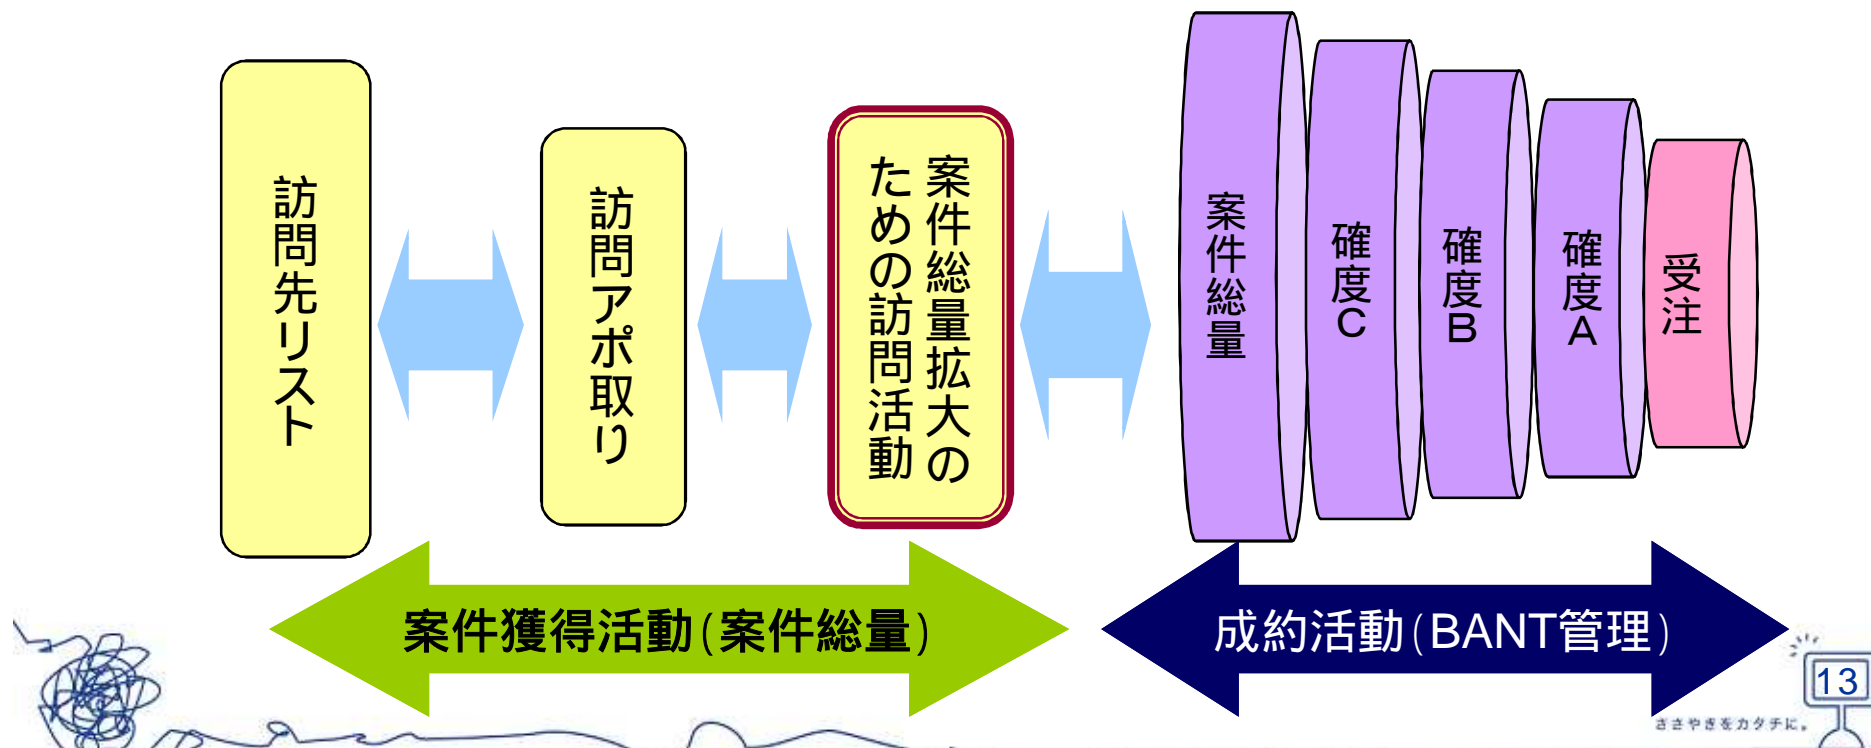 訪問先リスト
訪問アポ取り
案件総量拡大の
ための訪問活動
案件総量
確度C
確度B
確度A
受注
案件獲得活動(案件総量)
成約活動(BANT管理)
13
ささやきをカタチに。